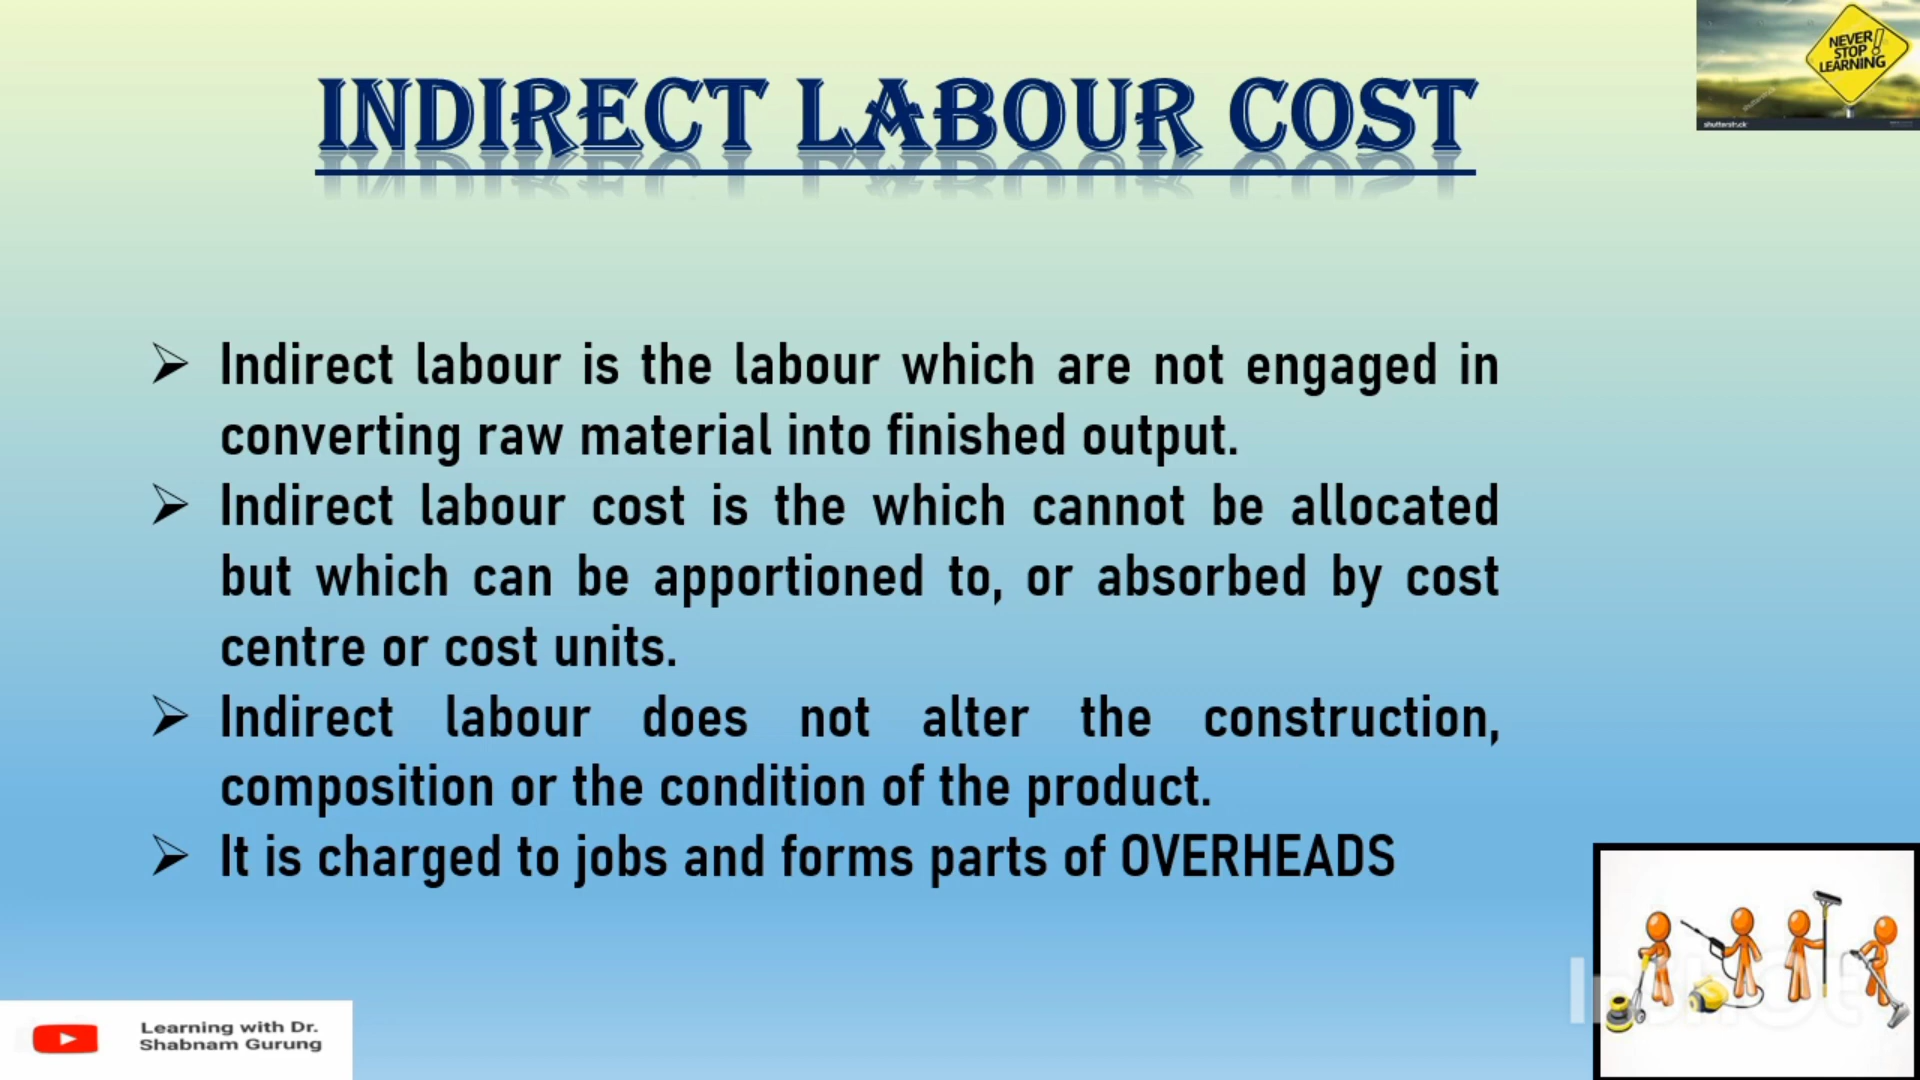 NEVER
STOP !
LEARNING
shutterstock
INDIRECT LABOUR COST
➢ Indirect labour is the labour which are not engaged in
converting raw material into finished output.
➢ Indirect labour cost is the which cannot be allocated
but which can be apportioned to, or absorbed by cost
centre or cost units.
➢ Indirect labour does not alter the construction,
composition or the condition of the product.
➢ It is charged to jobs and forms parts of OVERHEADS
InShOt
Learning with Dr.
Shabnam Gurung